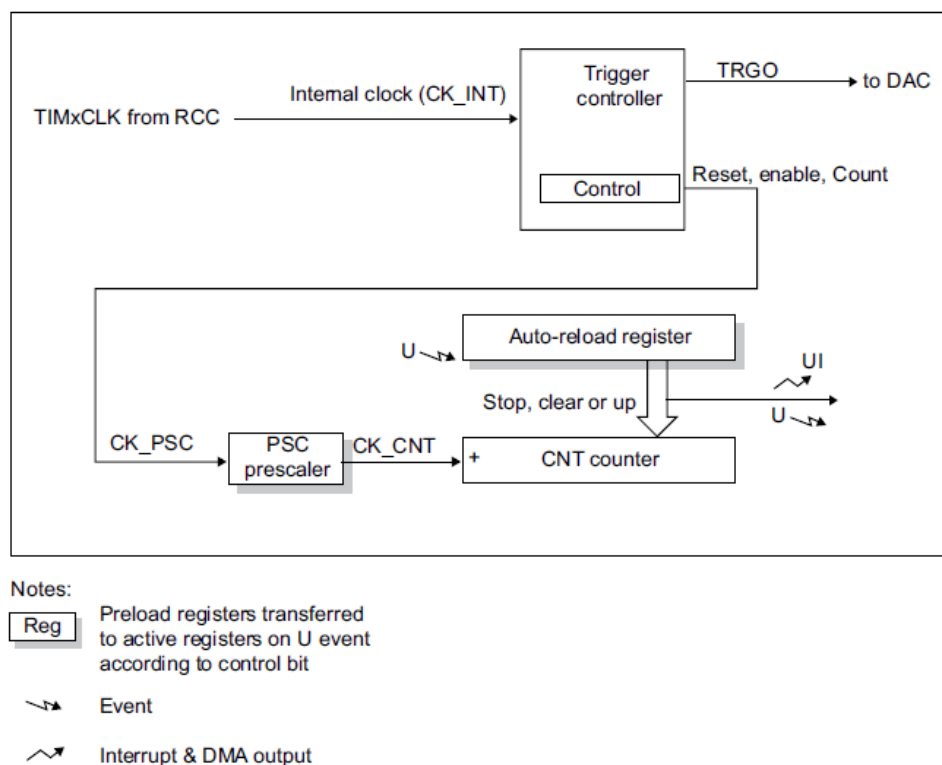 Trigger
controller
TRGO
to DAC
Internal clock (CK_INT)
TIMxCLK from RCC
Control
Reset, enable, Count
Auto-reload register
U
UI
Stop, clear or up
U
CK_PSC
PSC
prescaler
CK_CNT
+
CNT counter
Notes:
Reg
Preload registers transferred
to active registers on U event
according to control bit
Event
Interrupt & DMA output